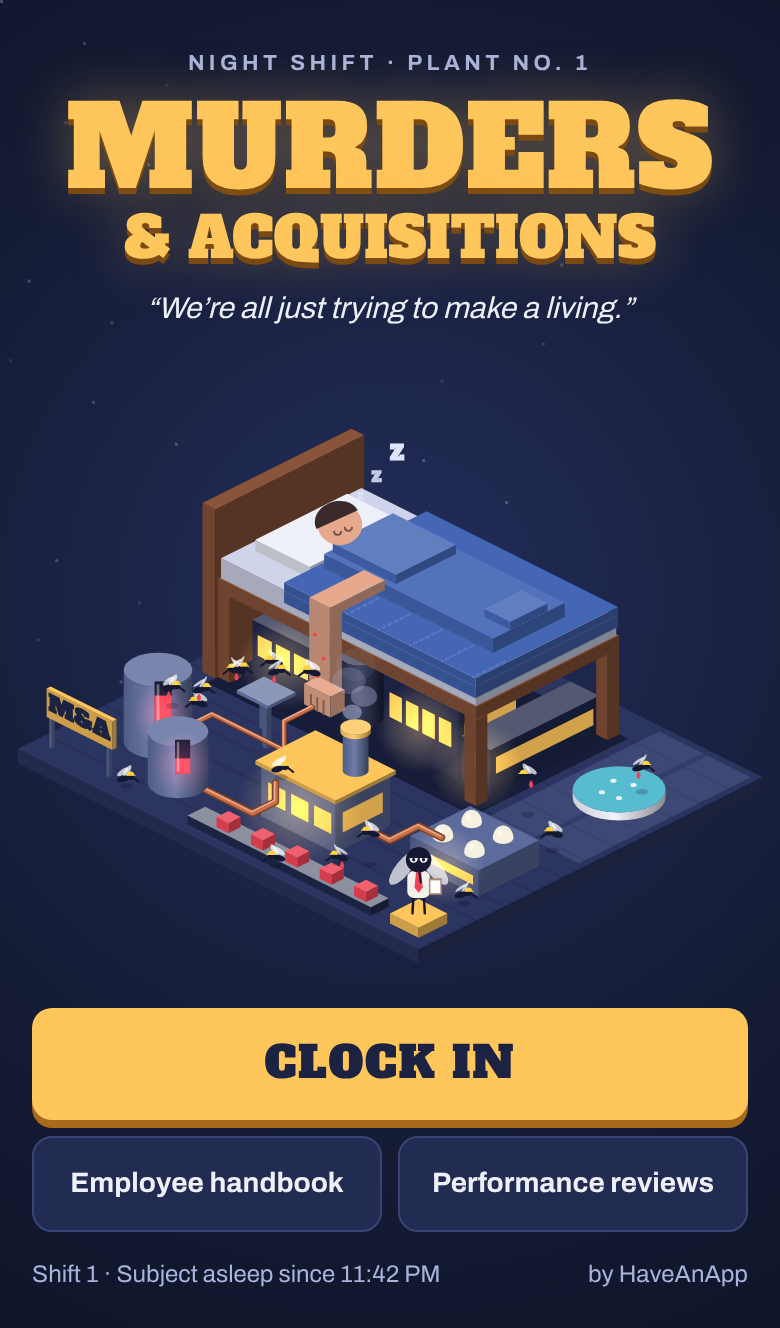 NIGHT SHIFT · PLANT NO. 1
MURDERS
& ACQUISITIONS
“We’re all just trying to make a living.”
z
z
M&A
CLOCK IN
Employee handbook
Performance reviews
Shift 1 · Subject asleep since 11:42 PM
by HaveAnApp